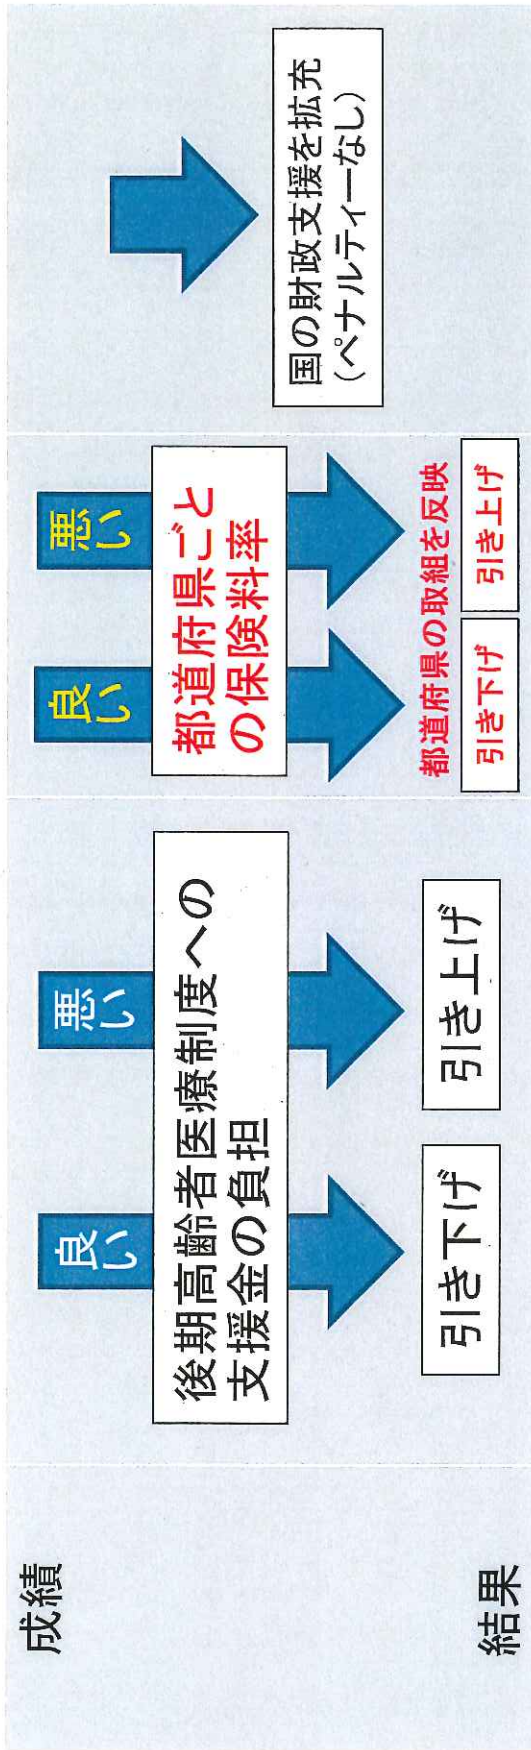 成績
良い
悪い
良い
悪い
後期高齢者医療制度への
支援金の負担
都道府県ごと
の保険料率
国の財政支援を拡充
(ペナルティーなし)
都道府県の取組を反映
結果
引き下げ
引き上げ
引き下げ
引き上げ